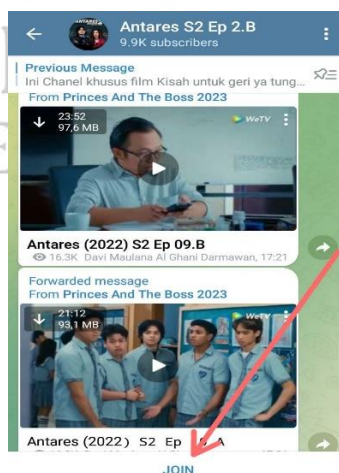 Antares S2 Ep 2.B
9.9K subscribers
Previous Message
Ini Chanel khusus film Kisah untuk geri ya tung...
From Princes And The Boss 2023
23:52
97,6 MB
WeTV
Antares (2022) S2 Ep 09.B
16.3K Davi Maulana Al Ghani Darmawan, 17:21
Forwarded message
From Princes And The Boss 2023
21:12
93,1 MB
WeTV
Antares (2022) S2 Ep A
JOIN